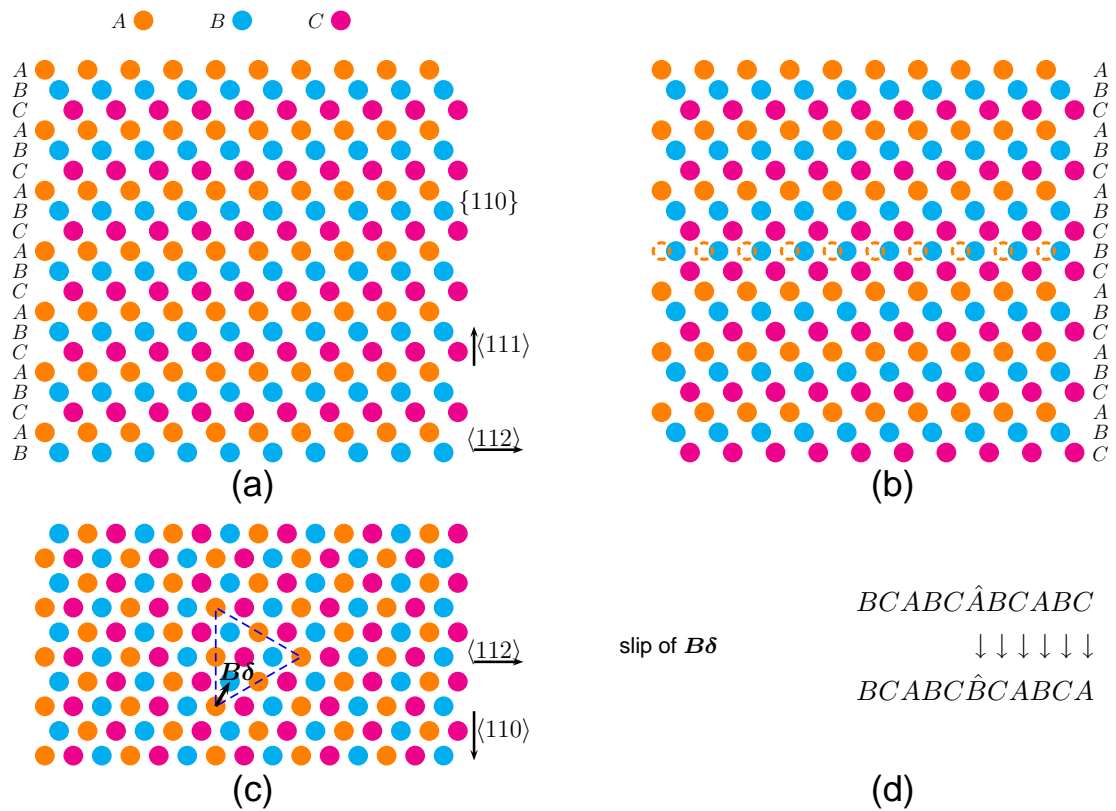 A B C
A
B
C
A
B
C
A
B
C
A
B
C
A
B
C
A
B
C
A
B
{110}
⟨111⟩
⟨112⟩
(a)
A
B
C
A
B
C
A
B
C
B
C
A
B
C
A
B
C
A
B
C
(b)
Bδ
⟨112⟩
⟨110⟩
(c)
BCABCÂBCABC
slip of Bδ ↓↓↓↓↓↓
BCABCB̂CABCA
(d)